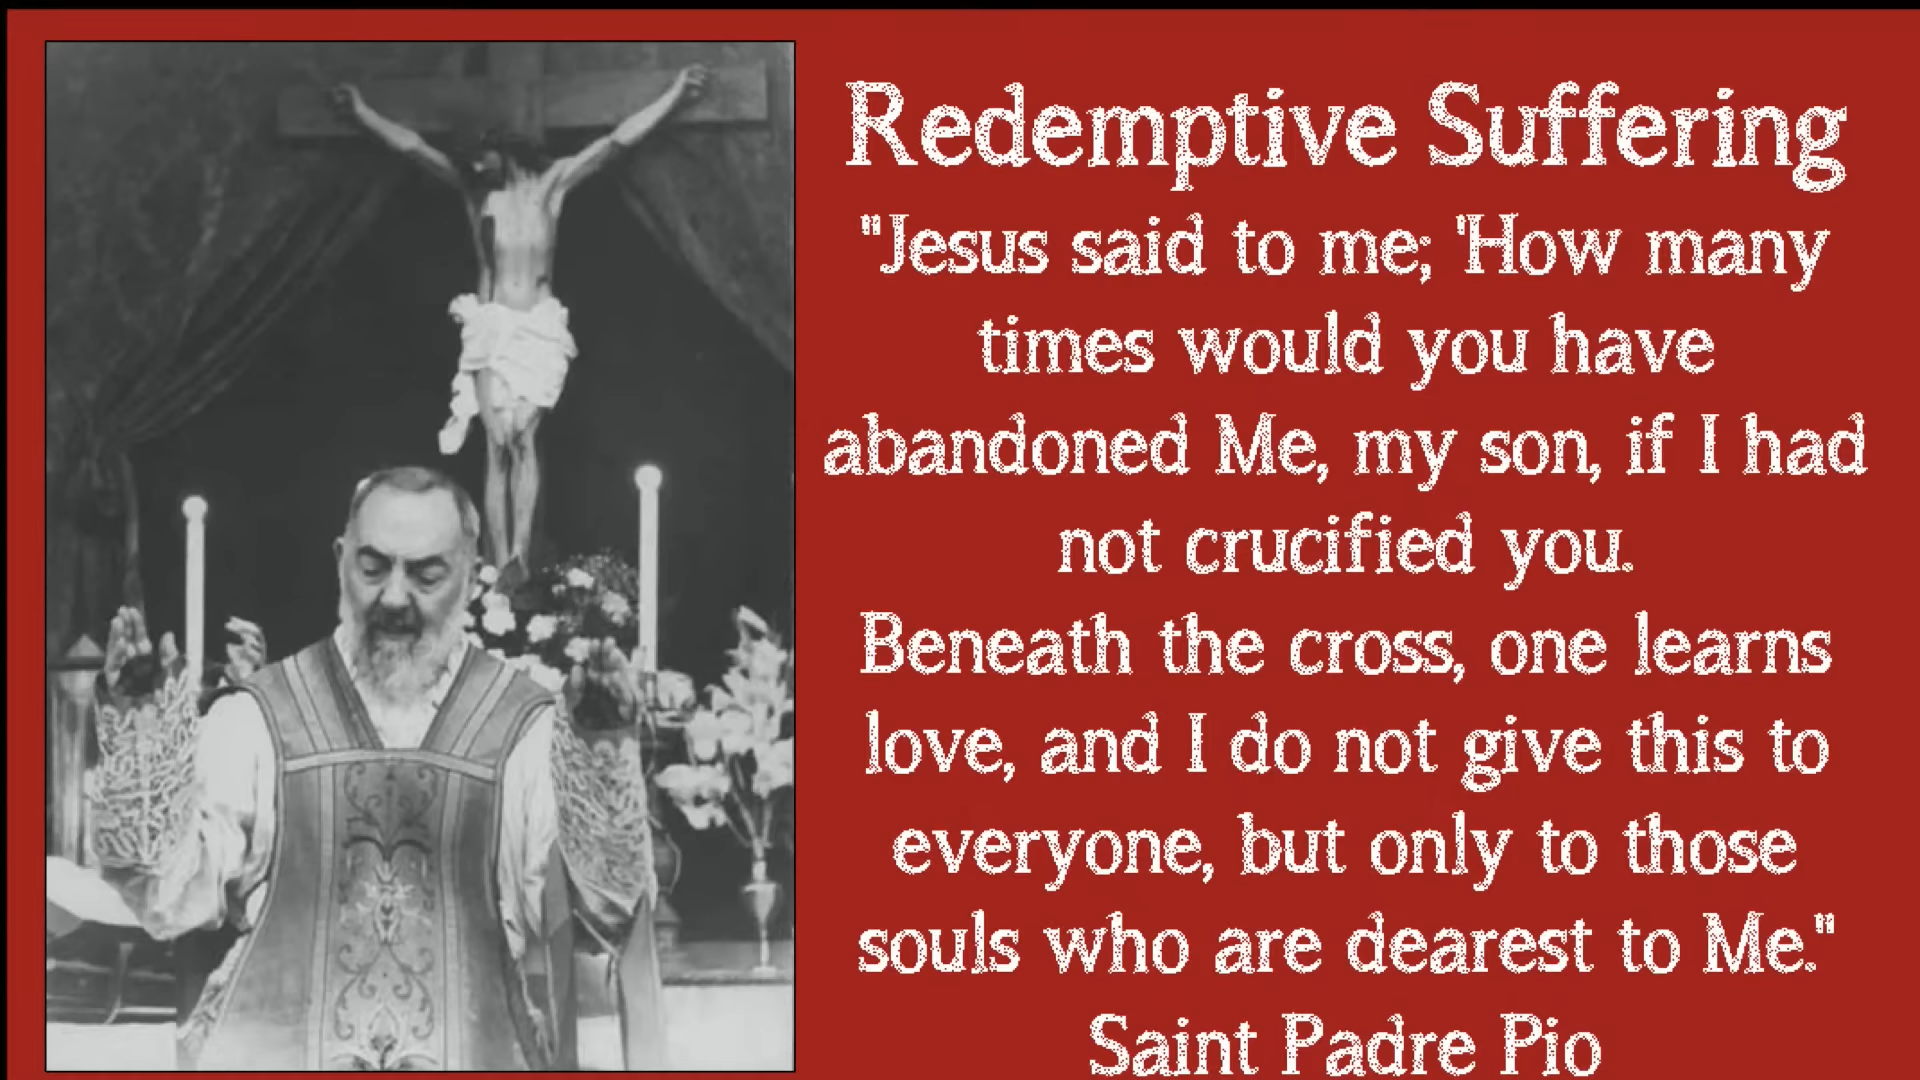 Redemptive Suffering
"Jesus said to me; 'How many
times would you have
abandoned Me, my son, if I had
not crucified you.
Beneath the cross, one learns
love, and I do not give this to
everyone, but only to those
souls who are dearest to Me."
Saint Padre Pio